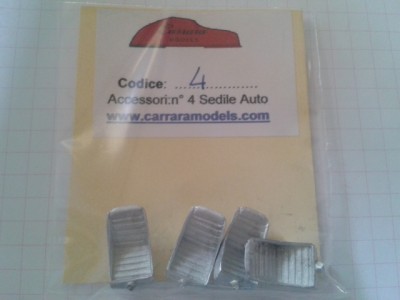 Codice: ....4............
Accessori:n° 4 Sedile Auto
www.carraramodels.com